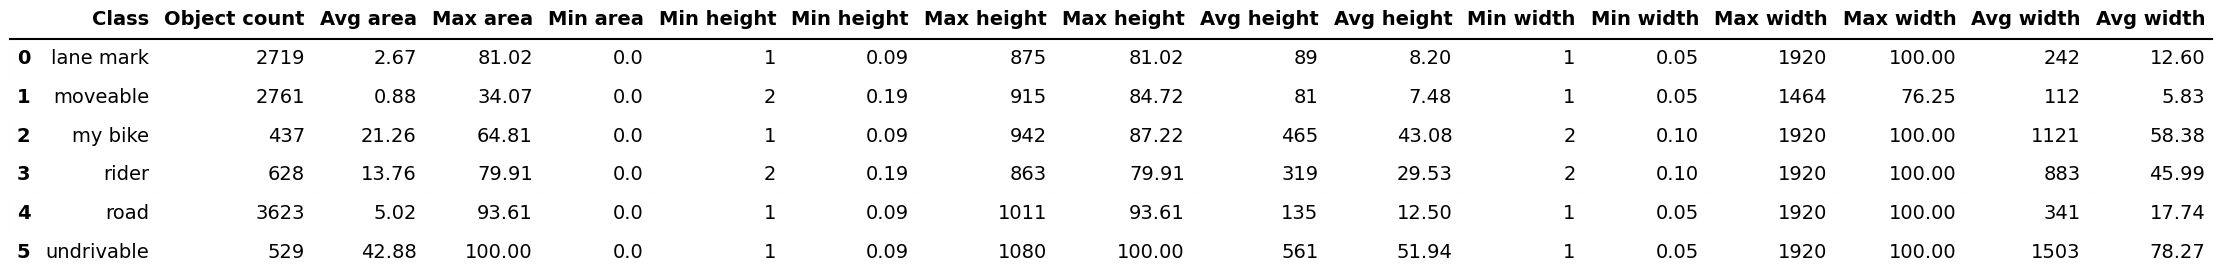 Class Object count Avg area Max area Min area Min height Min height Max height Max height Avg height Avg height Min width Min width Max width Max width Avg width Avg width
0 lane mark 2719 2.67 81.02 0.0 1 0.09 875 81.02 89 8.20 1 0.05 1920 100.00 242 12.60
1 moveable 2761 0.88 34.07 0.0 2 0.19 915 84.72 81 7.48 1 0.05 1464 76.25 112 5.83
2 my bike 437 21.26 64.81 0.0 1 0.09 942 87.22 465 43.08 2 0.10 1920 100.00 1121 58.38
3 rider 628 13.76 79.91 0.0 2 0.19 863 79.91 319 29.53 2 0.10 1920 100.00 883 45.99
4 road 3623 5.02 93.61 0.0 1 0.09 1011 93.61 135 12.50 1 0.05 1920 100.00 341 17.74
5 undrivable 529 42.88 100.00 0.0 1 0.09 1080 100.00 561 51.94 1 0.05 1920 100.00 1503 78.27